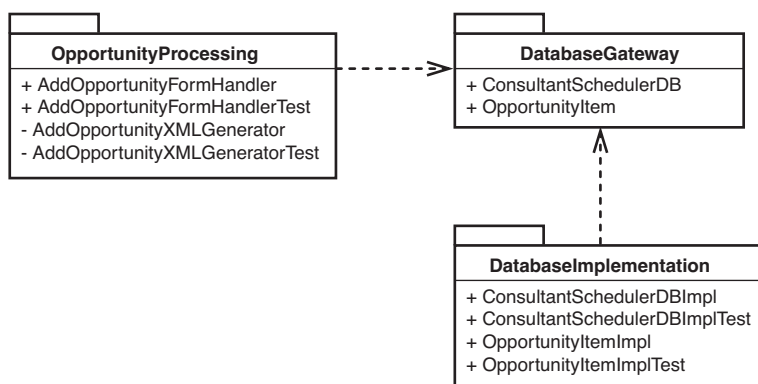 OpportunityProcessing
+ AddOpportunityFormHandler
+ AddOpportunityFormHandlerTest
- AddOpportunityXMLGenerator
- AddOpportunityXMLGeneratorTest
DatabaseGateway
+ ConsultantSchedulerDB
+ OpportunityItem
DatabaseImplementation
+ ConsultantSchedulerDBImpl
+ ConsultantSchedulerDBImplTest
+ OpportunityItemImpl
+ OpportunityItemImplTest